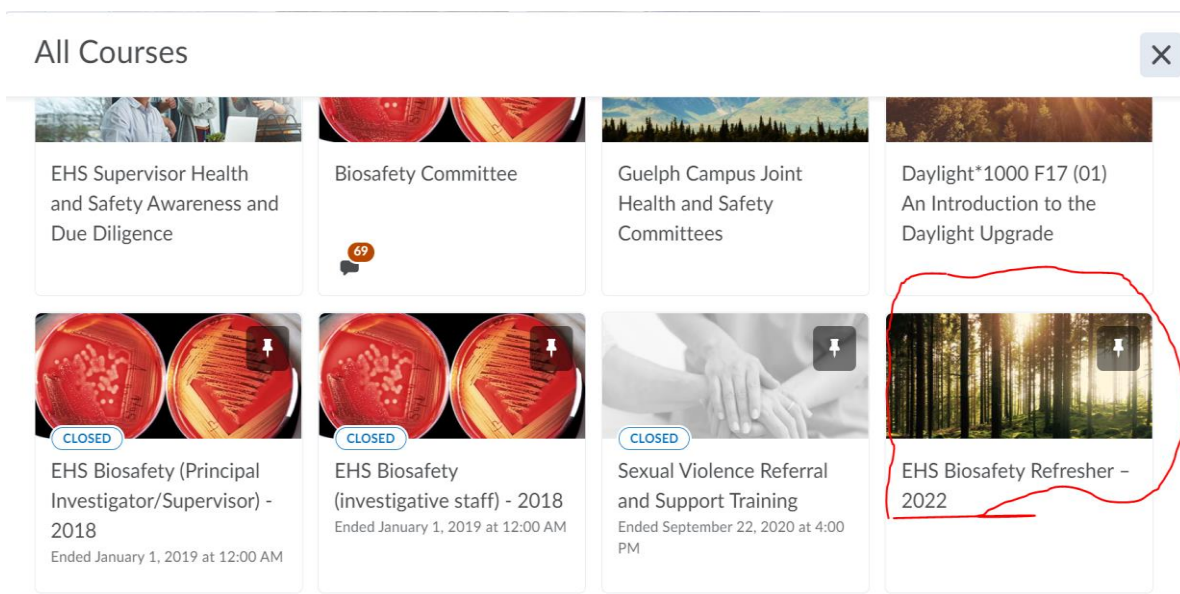 All Courses
EHS Supervisor Health
and Safety Awareness and
Due Diligence
Biosafety Committee
69
Guelph Campus Joint
Health and Safety
Committees
Daylight*1000 F17 (01)
An Introduction to the
Daylight Upgrade
CLOSED
EHS Biosafety (Principal
Investigator/Supervisor) -
2018
Ended January 1, 2019 at 12:00 AM
CLOSED
EHS Biosafety
(investigative staff) - 2018
Ended January 1, 2019 at 12:00 AM
CLOSED
Sexual Violence Referral
and Support Training
Ended September 22, 2020 at 4:00
PM
EHS Biosafety Refresher –
2022